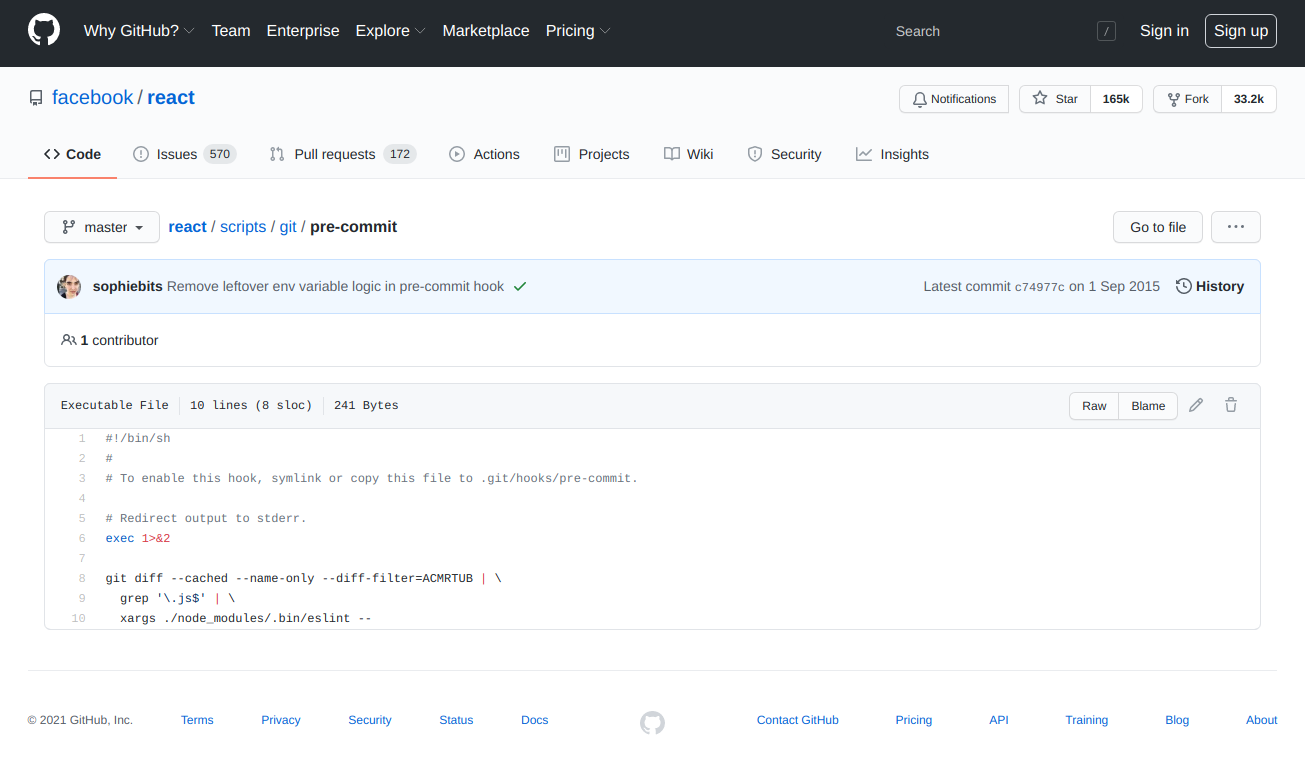 Why GitHub? Team Enterprise Explore Marketplace Pricing Search / Sign in Sign up
facebook / react Notifications Star 165k Fork 33.2k
Code Issues 570 Pull requests 172 Actions Projects Wiki Security Insights
master react / scripts / git / pre-commit Go to file ...
sophiebits Remove leftover env variable logic in pre-commit hook Latest commit c74977c on 1 Sep 2015 History
1 contributor
Executable File 10 lines (8 sloc) 241 Bytes Raw Blame
1 #!/bin/sh
2 #
3 # To enable this hook, symlink or copy this file to .git/hooks/pre-commit.
4
5 # Redirect output to stderr.
6 exec 1>&2
7
8 git diff --cached --name-only --diff-filter=ACMRTUB | \
9 grep '\.js$' | \
10 xargs ./node_modules/.bin/eslint --
© 2021 GitHub, Inc. Terms Privacy Security Status Docs Contact GitHub Pricing API Training Blog About